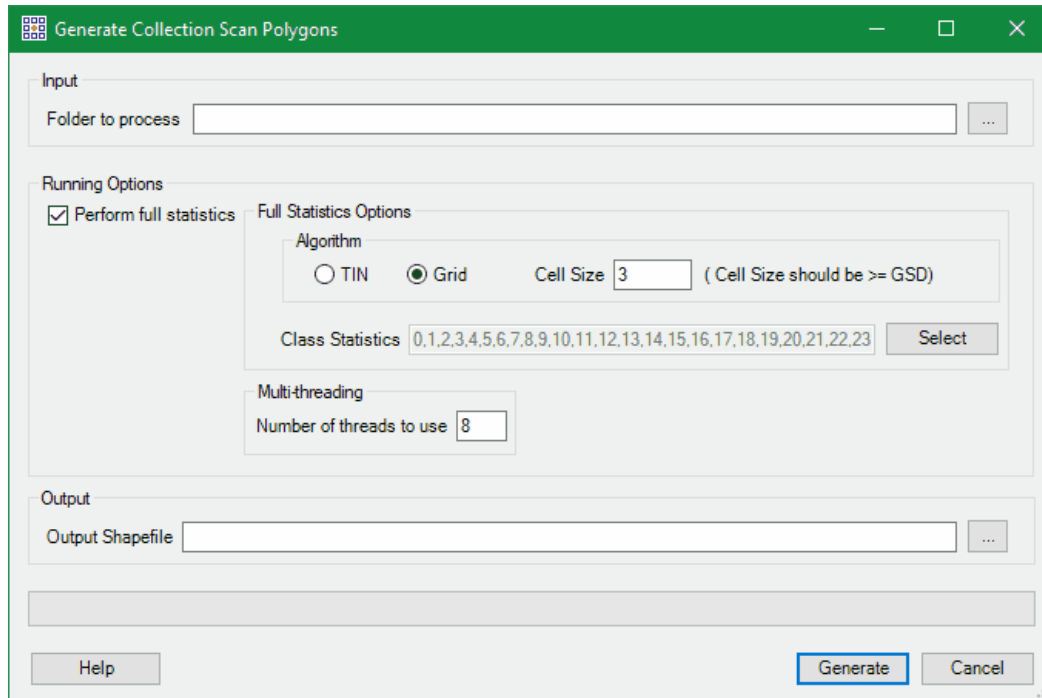 Generate Collection Scan Polygons
Input
Folder to process ...
Running Options
Perform full statistics
Full Statistics Options
Algorithm
TIN Grid Cell Size 3 ( Cell Size should be >= GSD)
Class Statistics 0,1,2,3,4,5,6,7,8,9,10,11,12,13,14,15,16,17,18,19,20,21,22,23 Select
Multi-threading
Number of threads to use 8
Output
Output Shapefile ...
Help Generate Cancel